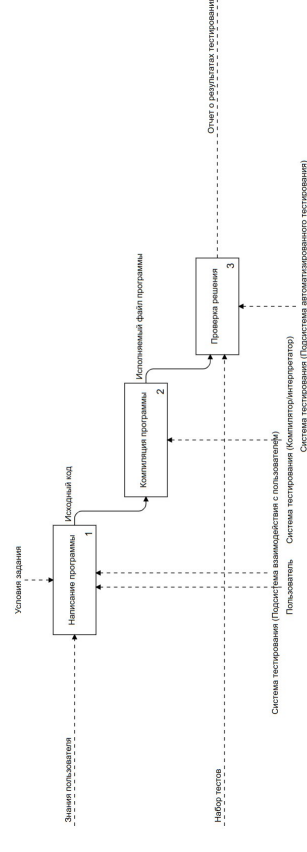 Условия задания
Знания пользователя
Написание программы
1
Исходный код
Компиляция программы
2
Исполняемый файл программы
Проверка решения
3
Отчет о результатах тестирования
Набор тестов
Система тестирования (Подсистема взаимодействия с пользователем)
Пользователь
Система тестирования (Компилятор/интерпретатор)
Система тестирования (Подсистема автоматизированного тестирования)